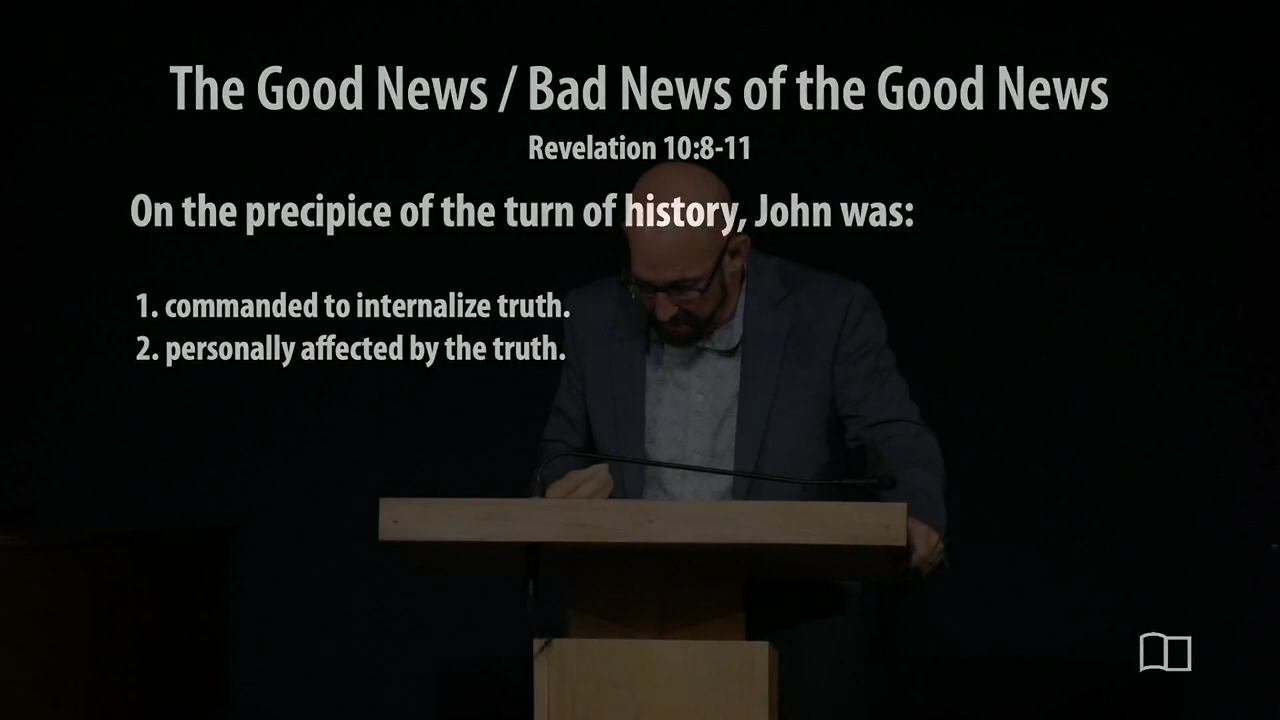 The Good News / Bad News of the Good News
Revelation 10:8-11
On the precipice of the turn of history, John was:
1. commanded to internalize truth.
2. personally affected by the truth.